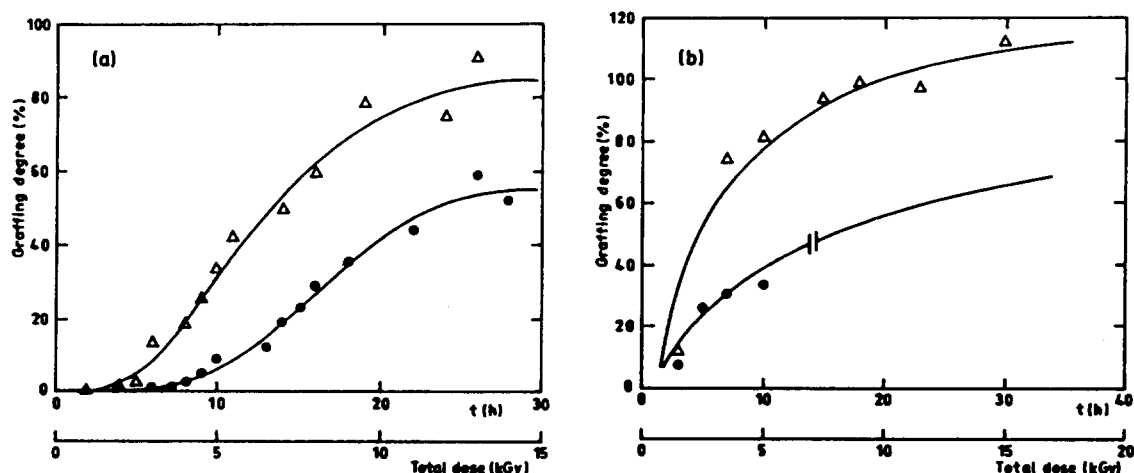 100
80
60
40
20
0
Grafting degree (%)
(a)
0 10 20 30
t (h)
0 5 10 15
Total dose (kGy)
120
100
80
60
40
20
0
Grafting degree (%)
(b)
0 10 20 30 40
t (h)
0 5 10 15 20
Total dose (kGy)